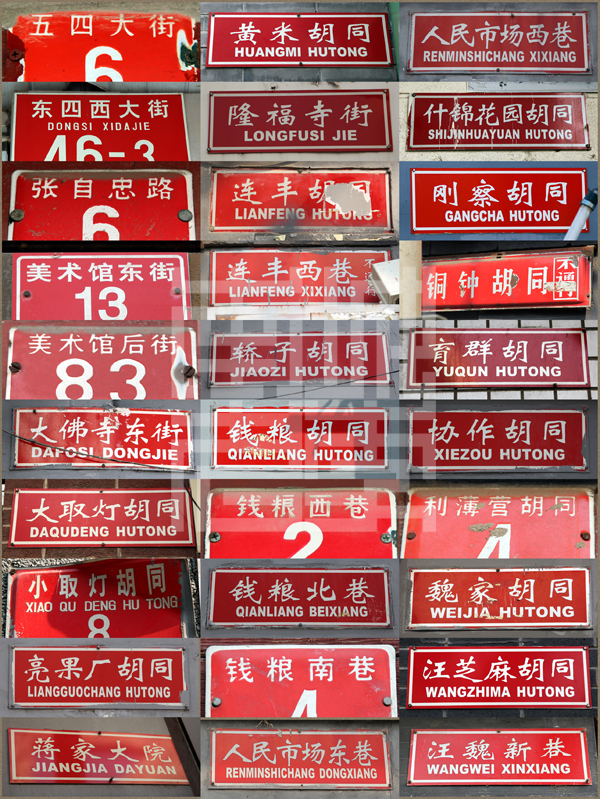 五四大街
6
东四西大街
DONGSI XIDAJIE
46-3
张自忠路
6
美术馆东街
13
美术馆后街
83
大佛寺东街
DAFOSI DONGJIE
大取灯胡同
DAQUDENG HUTONG
小取灯胡同
XIAO QU DENG HU TONG
8
亮果厂胡同
LIANGGUOCHANG HUTONG
蒋家大院
JIANGJIA DAYUAN
黄米胡同
HUANGMI HUTONG
隆福寺街
LONGFUSI JIE
连丰胡同
LIANFENG HUTONG
连丰西巷
不通行
LIANFENG XIXIANG
轿子胡同
JIAOZI HUTONG
钱粮胡同
QIANLIANG HUTONG
钱粮西巷
2
钱粮北巷
QIANLIANG BEIXIANG
钱粮南巷
4
人民市场东巷
RENMINSHICHANG DONGXIANG
人民市场西巷
RENMINSHICHANG XIXIANG
什锦花园胡同
SHIJINHUAYUAN HUTONG
刚察胡同
GANGCHA HUTONG
铜钟胡同
不通行
育群胡同
YUQUN HUTONG
协作胡同
XIEZOU HUTONG
利薄营胡同
4
魏家胡同
WEIJIA HUTONG
汪芝麻胡同
WANGZHIMA HUTONG
汪魏新巷
WANGWEI XINXIANG